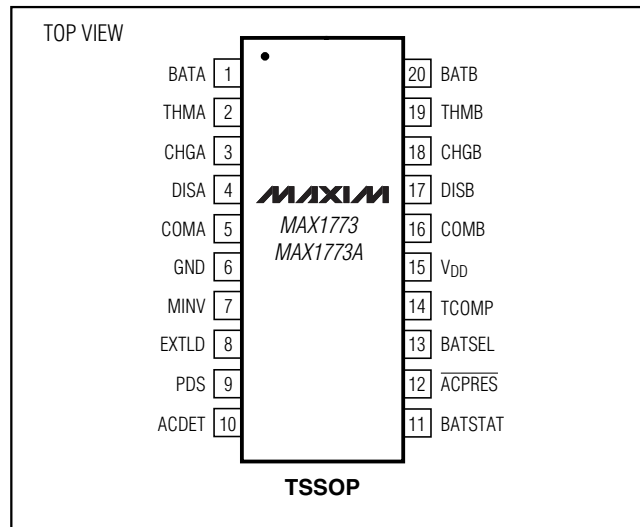 TOP VIEW
BATA 1
THMA 2
CHGA 3
DISA 4
COMA 5
GND 6
MINV 7
EXTLD 8
PDS 9
ACDET 10
MAXIM
MAX1773
MAX1773A
20 BATB
19 THMB
18 CHGB
17 DISB
16 COMB
15 VDD
14 TCOMP
13 BATSEL
12 ACPRES
11 BATSTAT
TSSOP